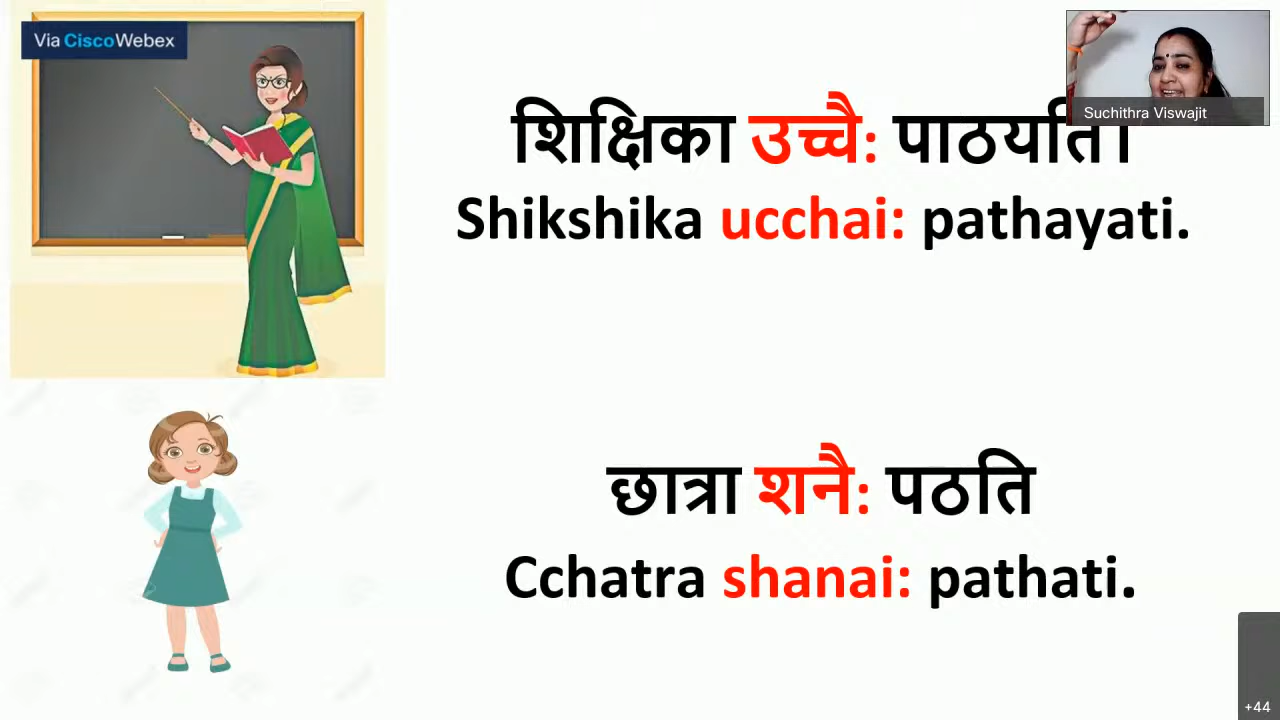 Via CiscoWebex
Suchithra Viswajit
शिक्षिका उच्चै: पाठयति।
Shikshika ucchai: pathayati.
छात्रा शनै: पठति
Cchatra shanai: pathati.
+44